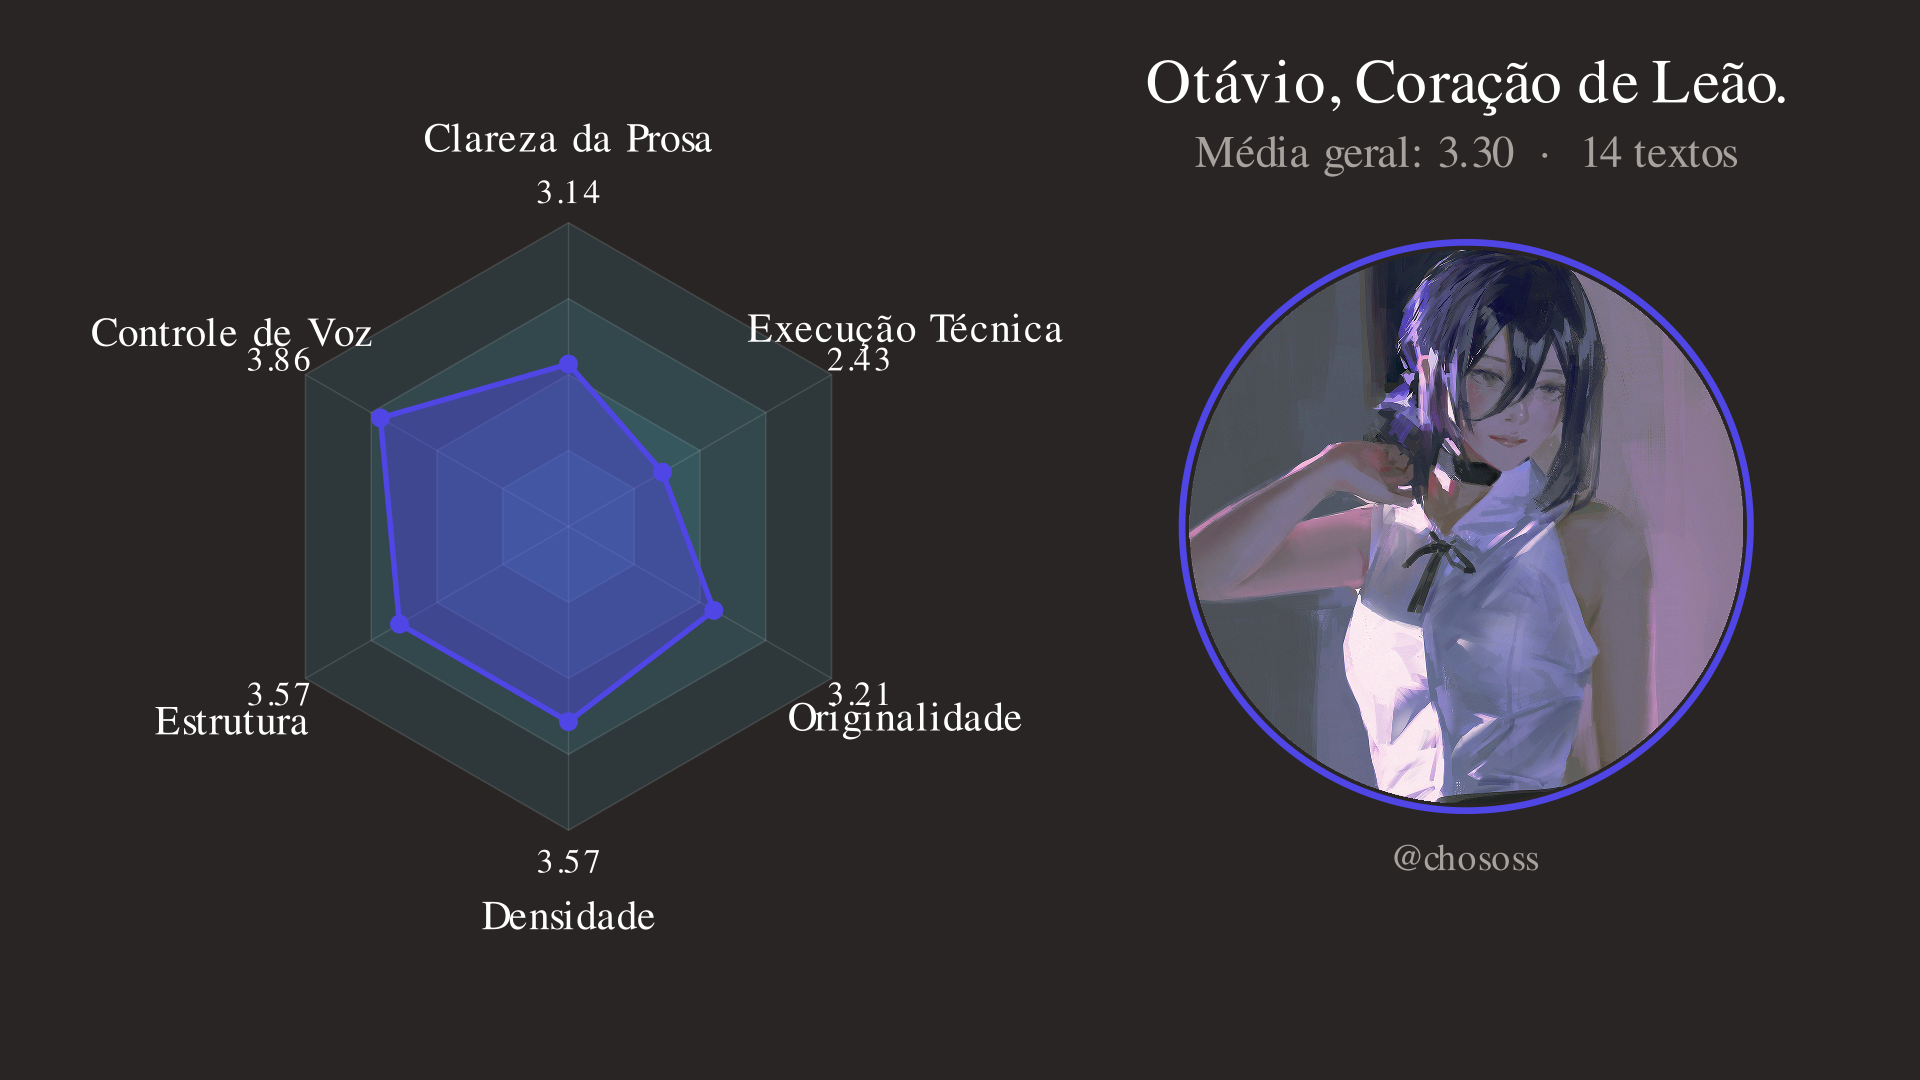 Otávio, Coração de Leão.
Média geral: 3.30 · 14 textos
Clareza da Prosa
3.14
Controle de Voz
3.86
Execução Técnica
2.43
3.57
Estrutura
3.21
Originalidade
3.57
Densidade
@chososs